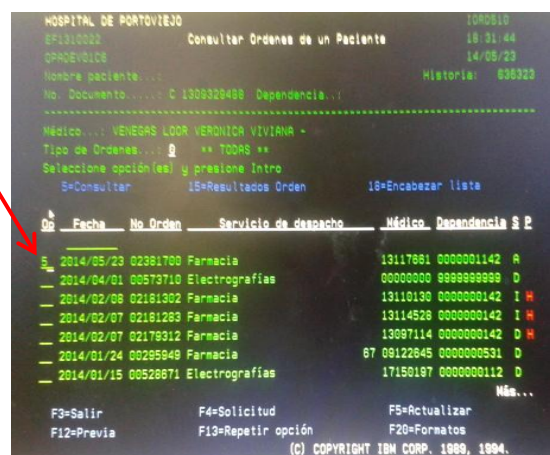 HOSPITAL DE PORTOVIEJO IORD510
EF1310022 Consultar Ordenes de un Paciente 18:31:44
14/05/23
Nombre paciente...: Historia: 636323
No. Documento.....: C 1309329488 Dependencia..:
Médico...: VENEGAS LOOR VERONICA VIVIANA -
Tipo de Ordenes...: 0 ** TODAS **
Seleccione opción(es) y presione Intro
5=Consultar 15=Resultados Orden 18=Encabezar lista
Op Fecha No Orden Servicio de despacho Médico Dependencia S P
5 2014/05/23 02381700 Farmacia 13117661 0000001142 A
2014/04/01 00573710 Electrografías 00000000 9999999999 D
2014/02/08 02181302 Farmacia 13110130 0000000142 I H
2014/02/07 02181283 Farmacia 13114528 0000000142 I H
2014/02/07 02179312 Farmacia 13097114 0000000142 D H
2014/01/24 00295949 Farmacia 67 09122645 0000000531 D
2014/01/15 00528671 Electrografías 17150197 0000000112 D
Más...
F3=Salir F4=Solicitud F5=Actualizar
F12=Previa F13=Repetir opción F20=Formatos
(C) COPYRIGHT IBM CORP. 1989, 1994.